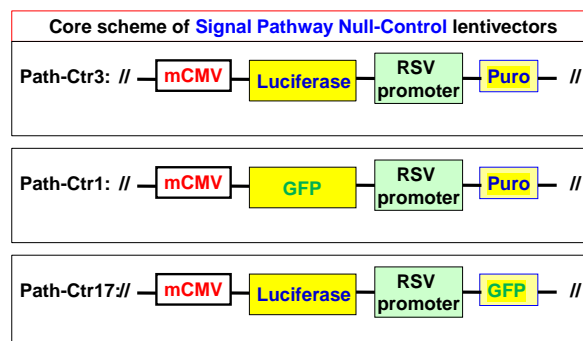 Core scheme of Signal Pathway Null-Control lentivectors
Path-Ctr3: // mCMV Luciferase RSV promoter Puro //
Path-Ctr1: // mCMV GFP RSV promoter Puro //
Path-Ctr17:// mCMV Luciferase RSV promoter GFP //